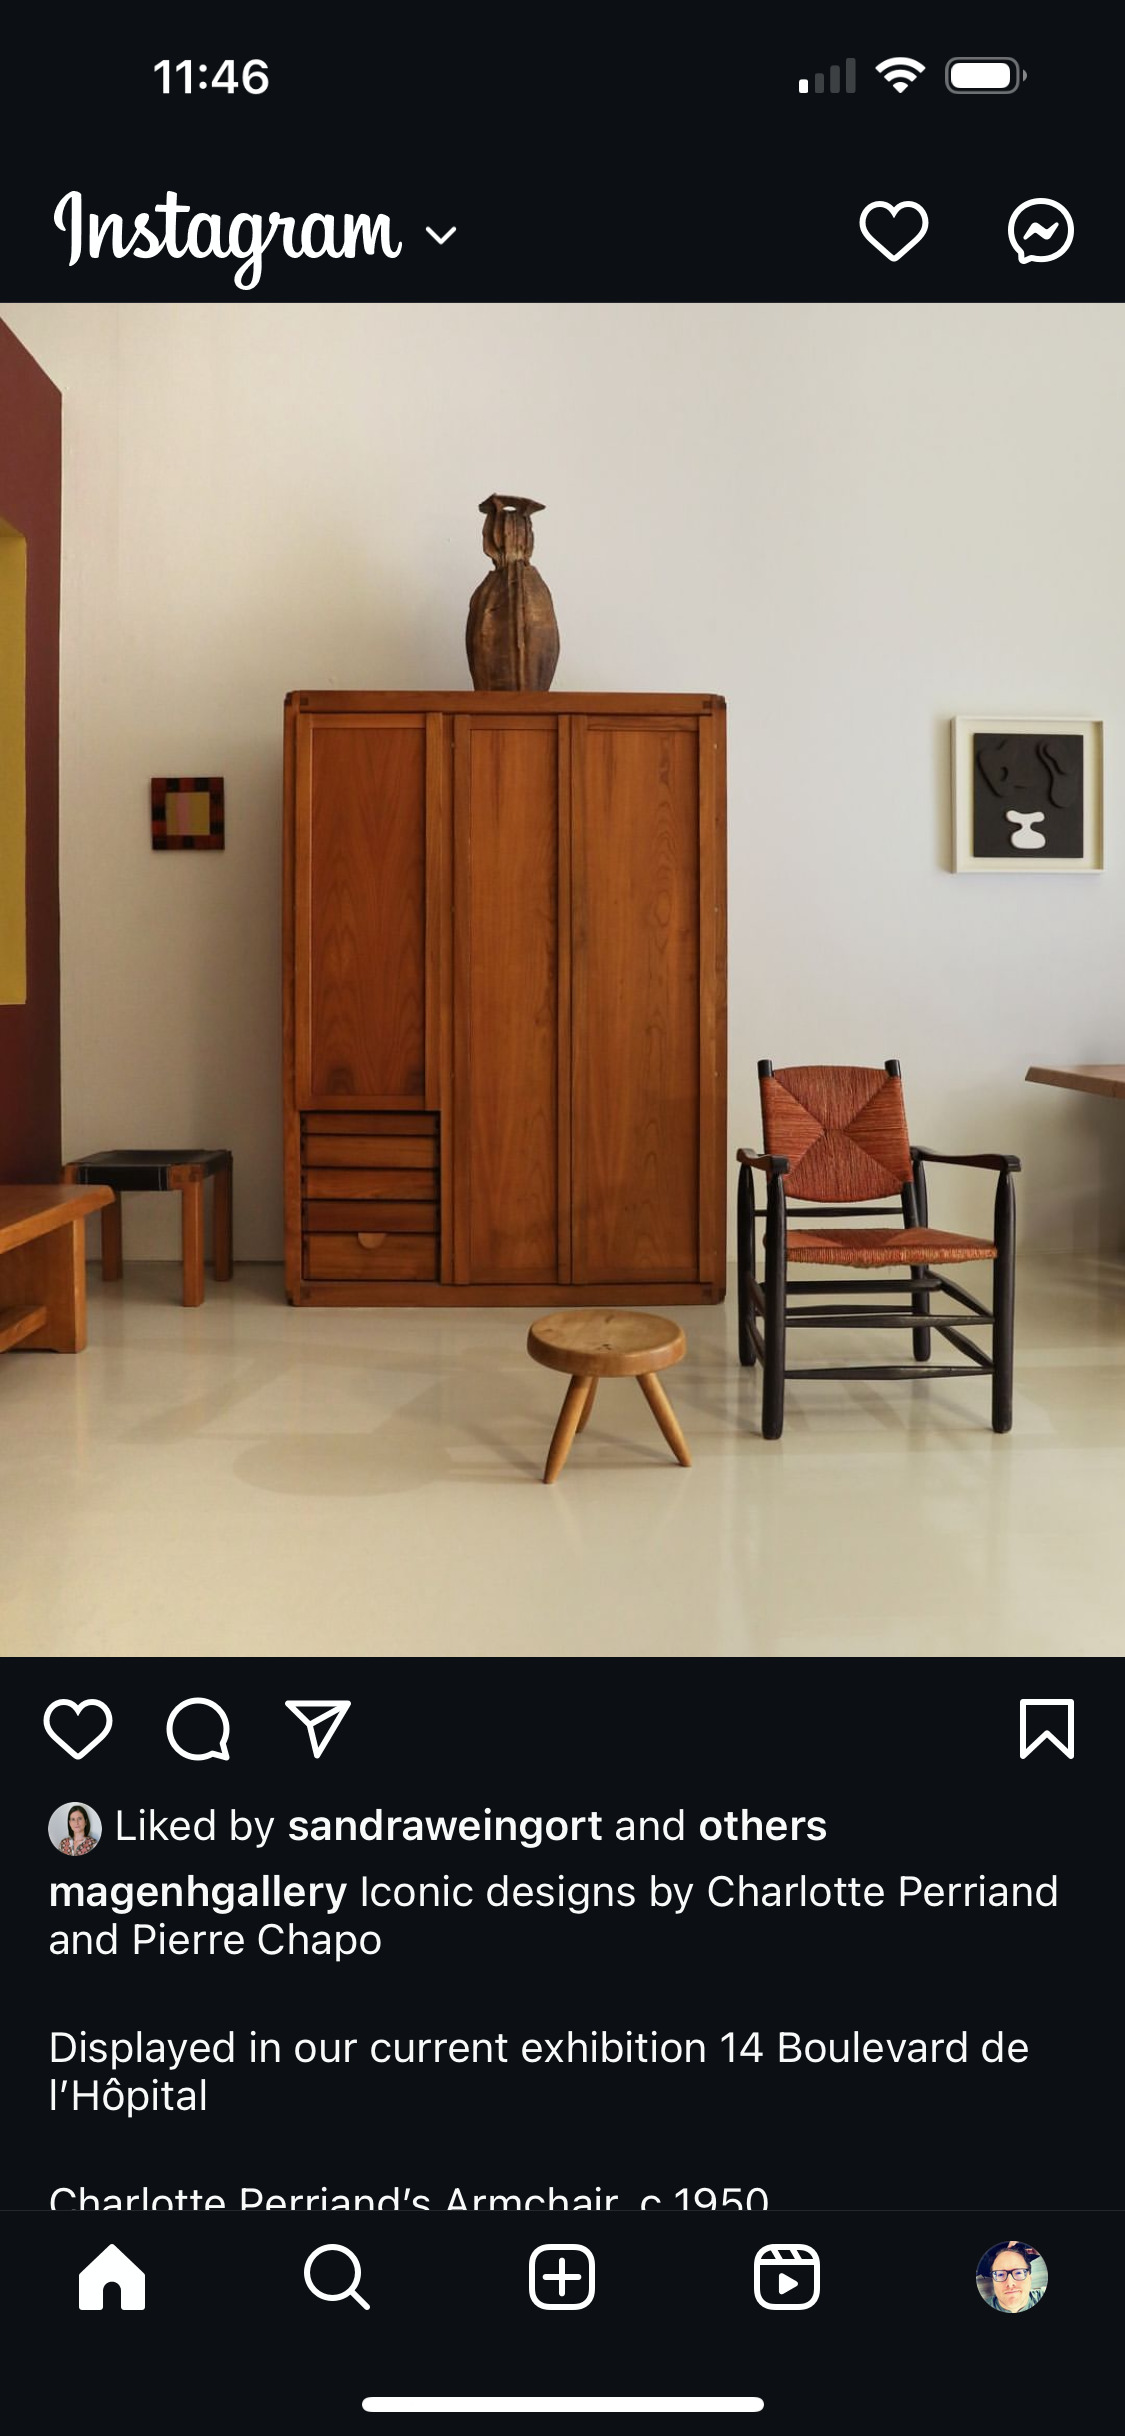 11:46
Instagram
Liked by sandraweingort and others
magenhgallery Iconic designs by Charlotte Perriand
and Pierre Chapo
Displayed in our current exhibition 14 Boulevard de
l’Hôpital
Charlotte Perriand’s Armchair, c 1950